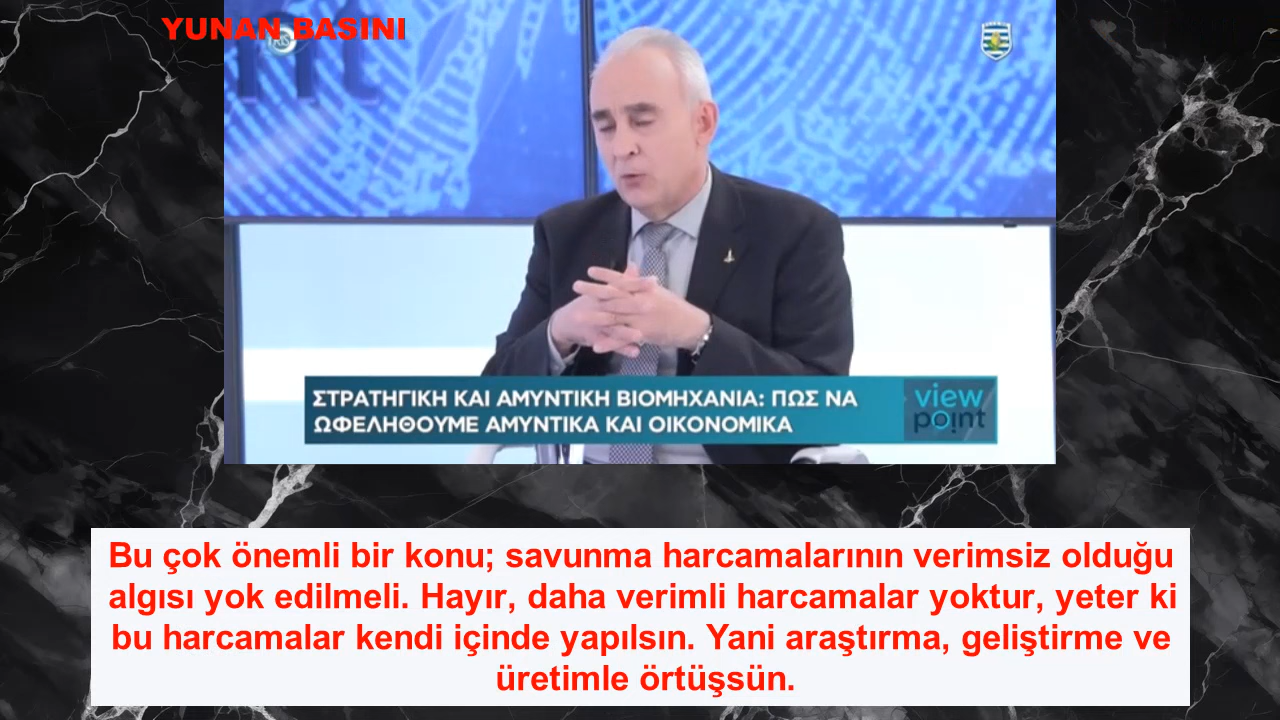 YUNAN BASINI
nt
ΣΤΡΑΤΗΓΙΚΗ ΚΑΙ ΑΜΥΝΤΙΚΗ ΒΙΟΜΗΧΑΝΙΑ: ΠΩΣ ΝΑ
ΩΦΕΛΗΘΟΥΜΕ ΑΜΥΝΤΙΚΑ ΚΑΙ ΟΙΚΟΝΟΜΙΚΑ
view
point
Bu çok önemli bir konu; savunma harcamalarının verimsiz olduğu
algısı yok edilmeli. Hayır, daha verimli harcamalar yoktur, yeter ki
bu harcamalar kendi içinde yapılsın. Yani araştırma, geliştirme ve
üretimle örtüşsün.